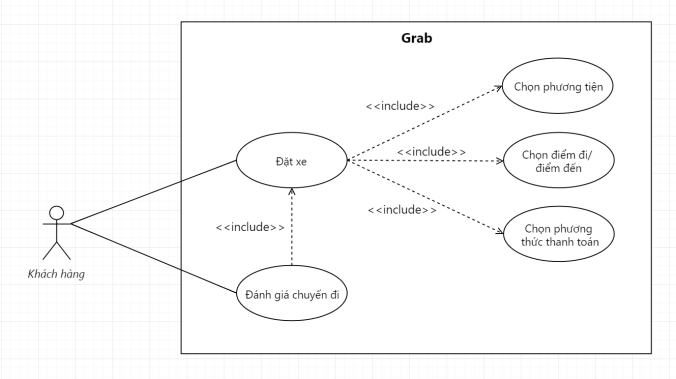 Grab
Chọn phương tiện
<<include>>
<<include>>
Chọn điểm đi/
điểm đến
Đặt xe
<<include>>
Chọn phương
thức thanh toán
<<include>>
Khách hàng
Đánh giá chuyến đi